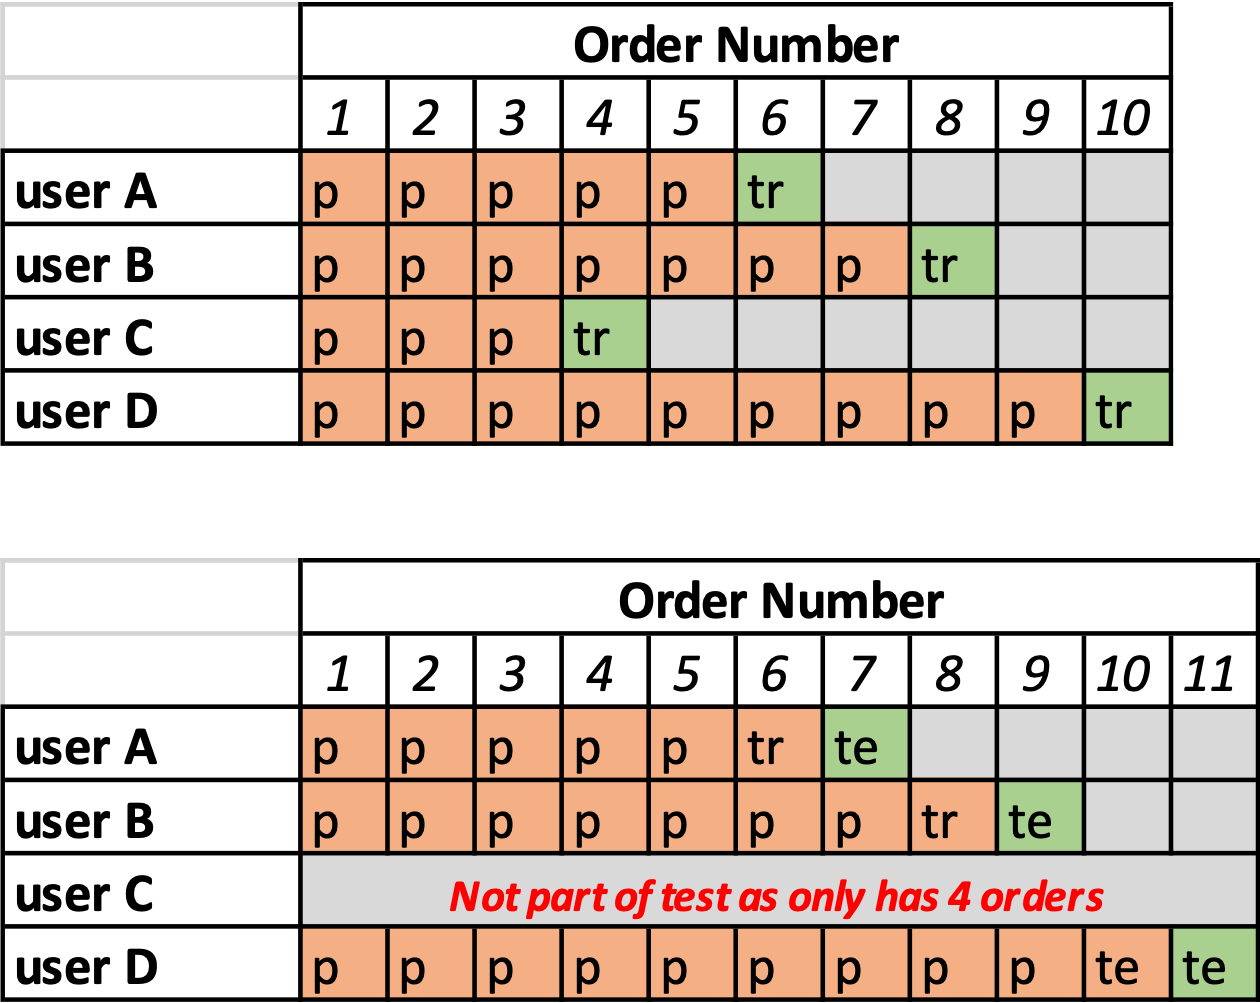 Order Number
1 2 3 4 5 6 7 8 9 10
user A p p p p p tr
user B p p p p p p p tr
user C p p p tr
user D p p p p p p p p p tr
Order Number
1 2 3 4 5 6 7 8 9 10 11
user A p p p p p tr te
user B p p p p p p p tr te
user C Not part of test as only has 4 orders
user D p p p p p p p p p te te